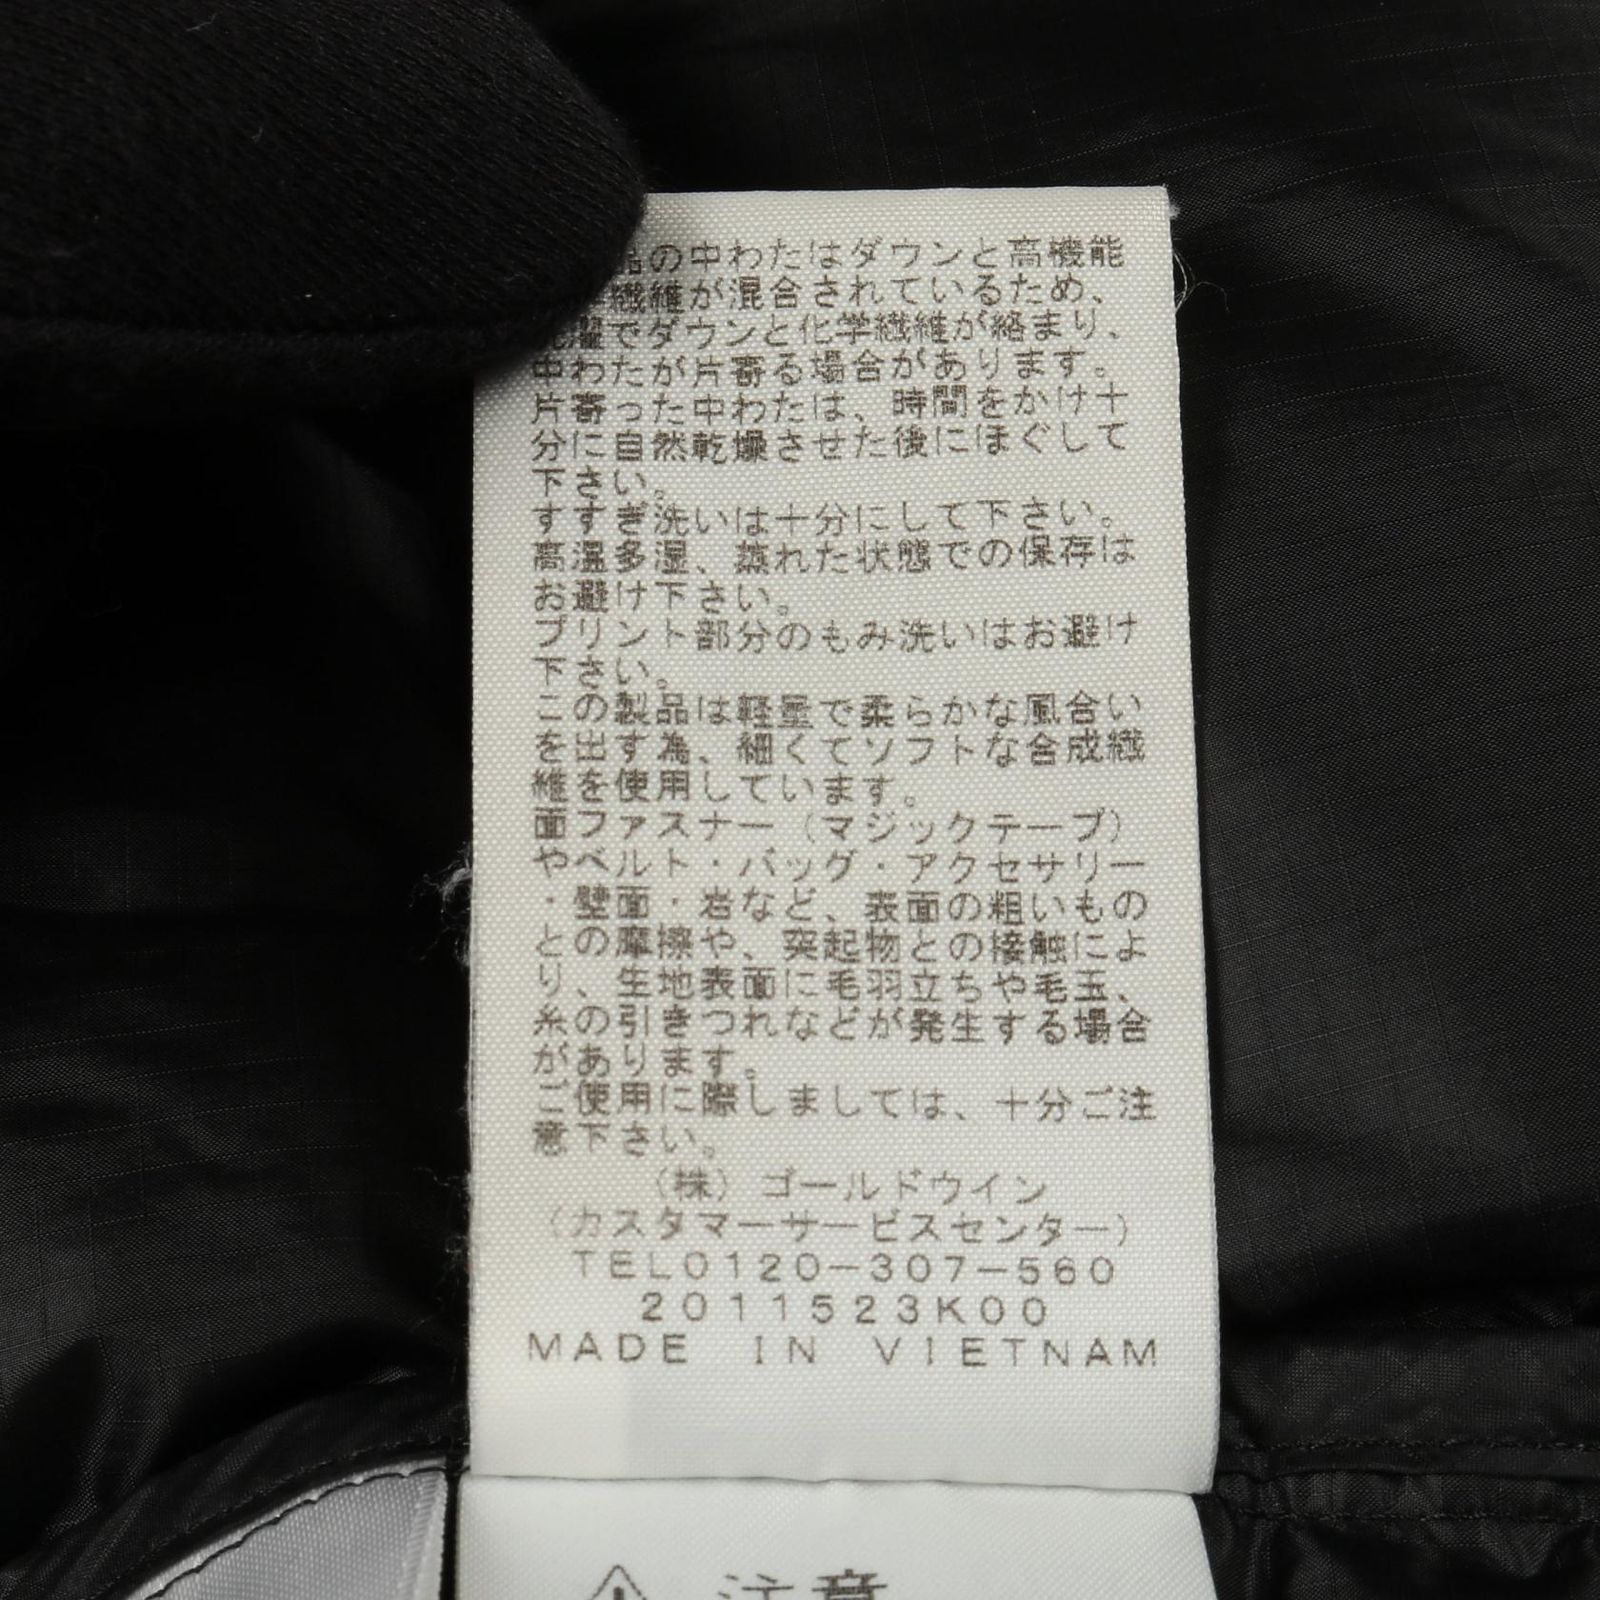 品の中わたはダウンと高機能
繊維が混合されているため、
濯でダウンと化学繊維が絡まり、
中わたが片寄る場合があります。
片寄った中わたは、時間をかけ十
分に自然乾燥させた後にほぐして
下さい。
すすぎ洗いは十分にして下さい。
高温多湿、蒸れた状態での保存は
お避け下さい。
プリント部分のもみ洗いはお避け
下さい。
この製品は軽量で柔らかな風合い
を出す為、細くてソフトな合成繊
維を使用しています。
面ファスナー（マジックテープ）
やベルト・バッグ・アクセサリー
・壁面・岩など、表面の粗いもの
との摩擦や、突起物との接触によ
り、生地表面に毛羽立ちや毛玉、
糸の引きつれなどが発生する場合
があります。
ご使用に際しましては、十分ご注
意下さい。
（株）ゴールドウイン
（カスタマーサービスセンター）
TEL0120-307-560
2011523K00
MADE IN VIETNAM
注意